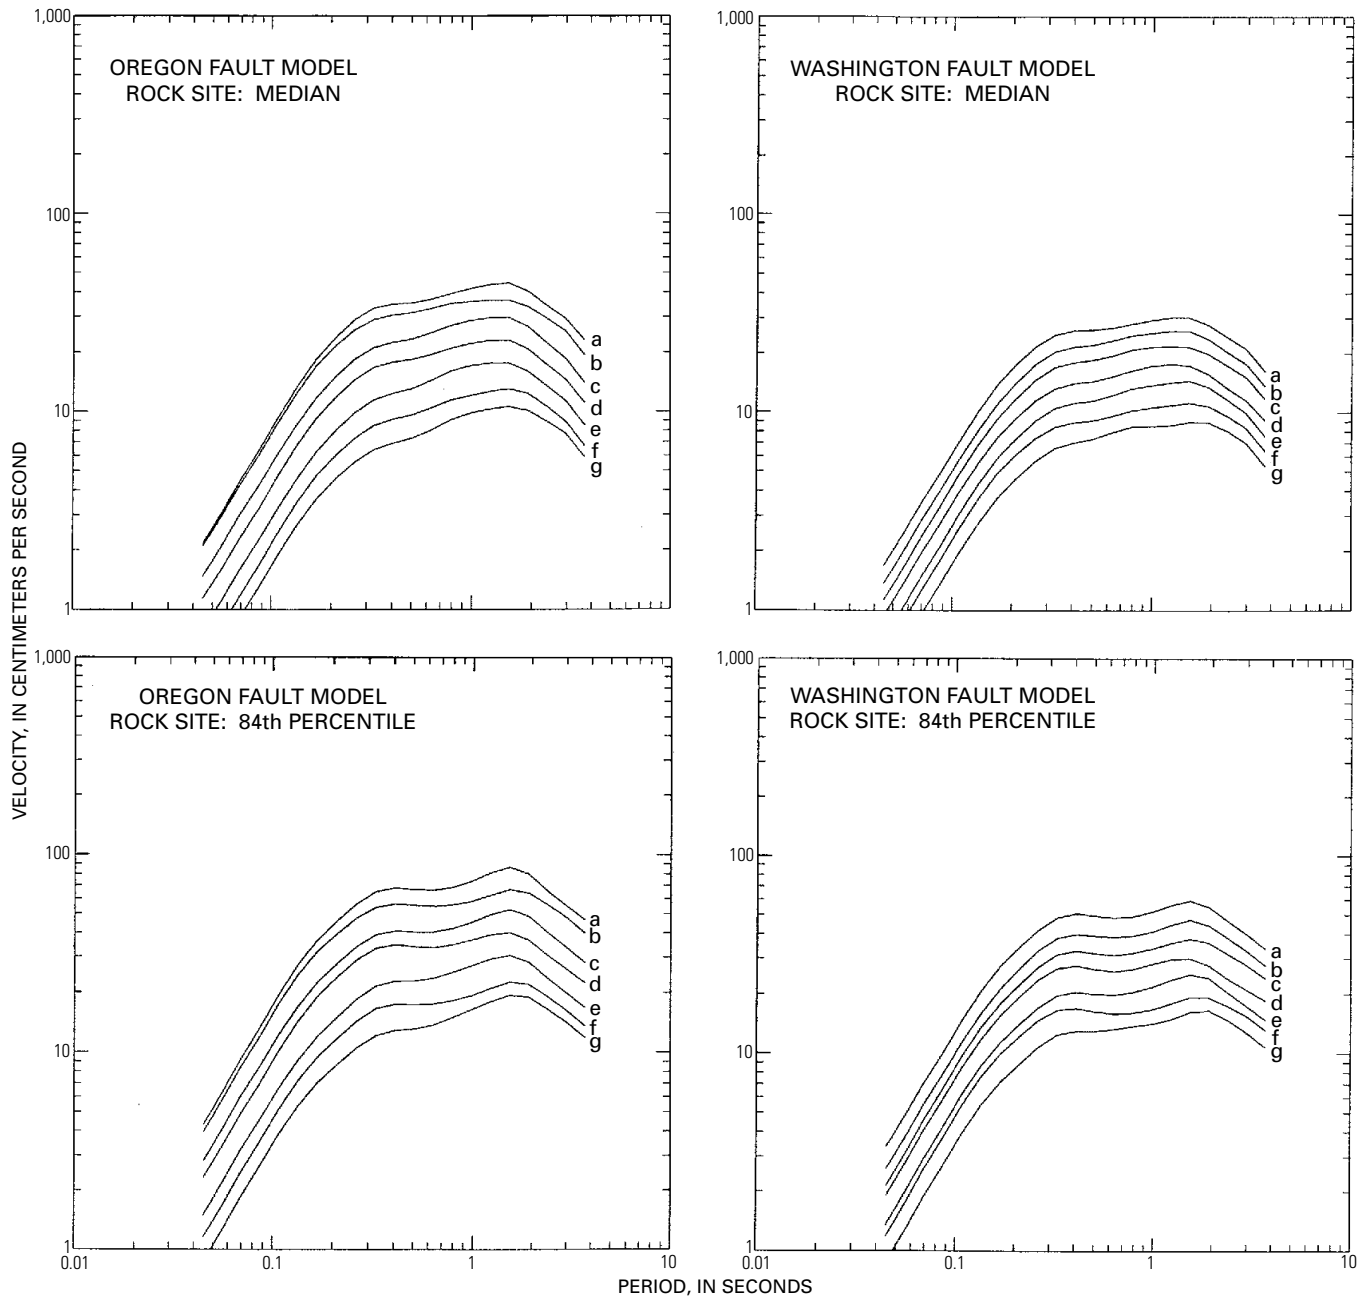 1,000
100
10
1
OREGON FAULT MODEL
ROCK SITE: MEDIAN
a
b
c
d
e
f
g
1,000
100
10
1
WASHINGTON FAULT MODEL
ROCK SITE: MEDIAN
a
b
c
d
e
f
g
VELOCITY, IN CENTIMETERS PER SECOND
1,000
100
10
1
OREGON FAULT MODEL
ROCK SITE: 84th PERCENTILE
a
b
c
d
e
f
g
0.01
0.1
1
10
1,000
100
10
1
WASHINGTON FAULT MODEL
ROCK SITE: 84th PERCENTILE
a
b
c
d
e
f
g
0.01
0.1
1
10
PERIOD, IN SECONDS